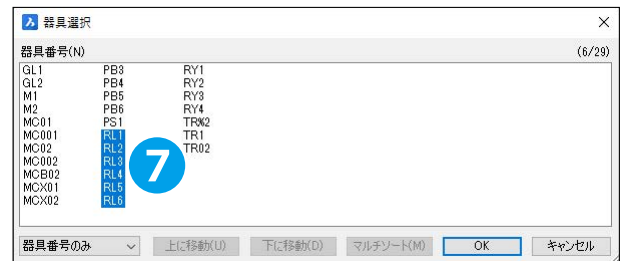 器具選択
器具番号(N) (6/29)
GL1 PB3 RY1
GL2 PB4 RY2
M1 PB5 RY3
M2 PB6 RY4
MC01 PS1 TR%2
MC001 RL1 TR1
MC02 RL2 TR02
MC002 RL3
MCB02 RL4
MCX01 RL5
MCX02 RL6
7
器具番号のみ 上に移動(U) 下に移動(D) マルチソート(M) OK キャンセル